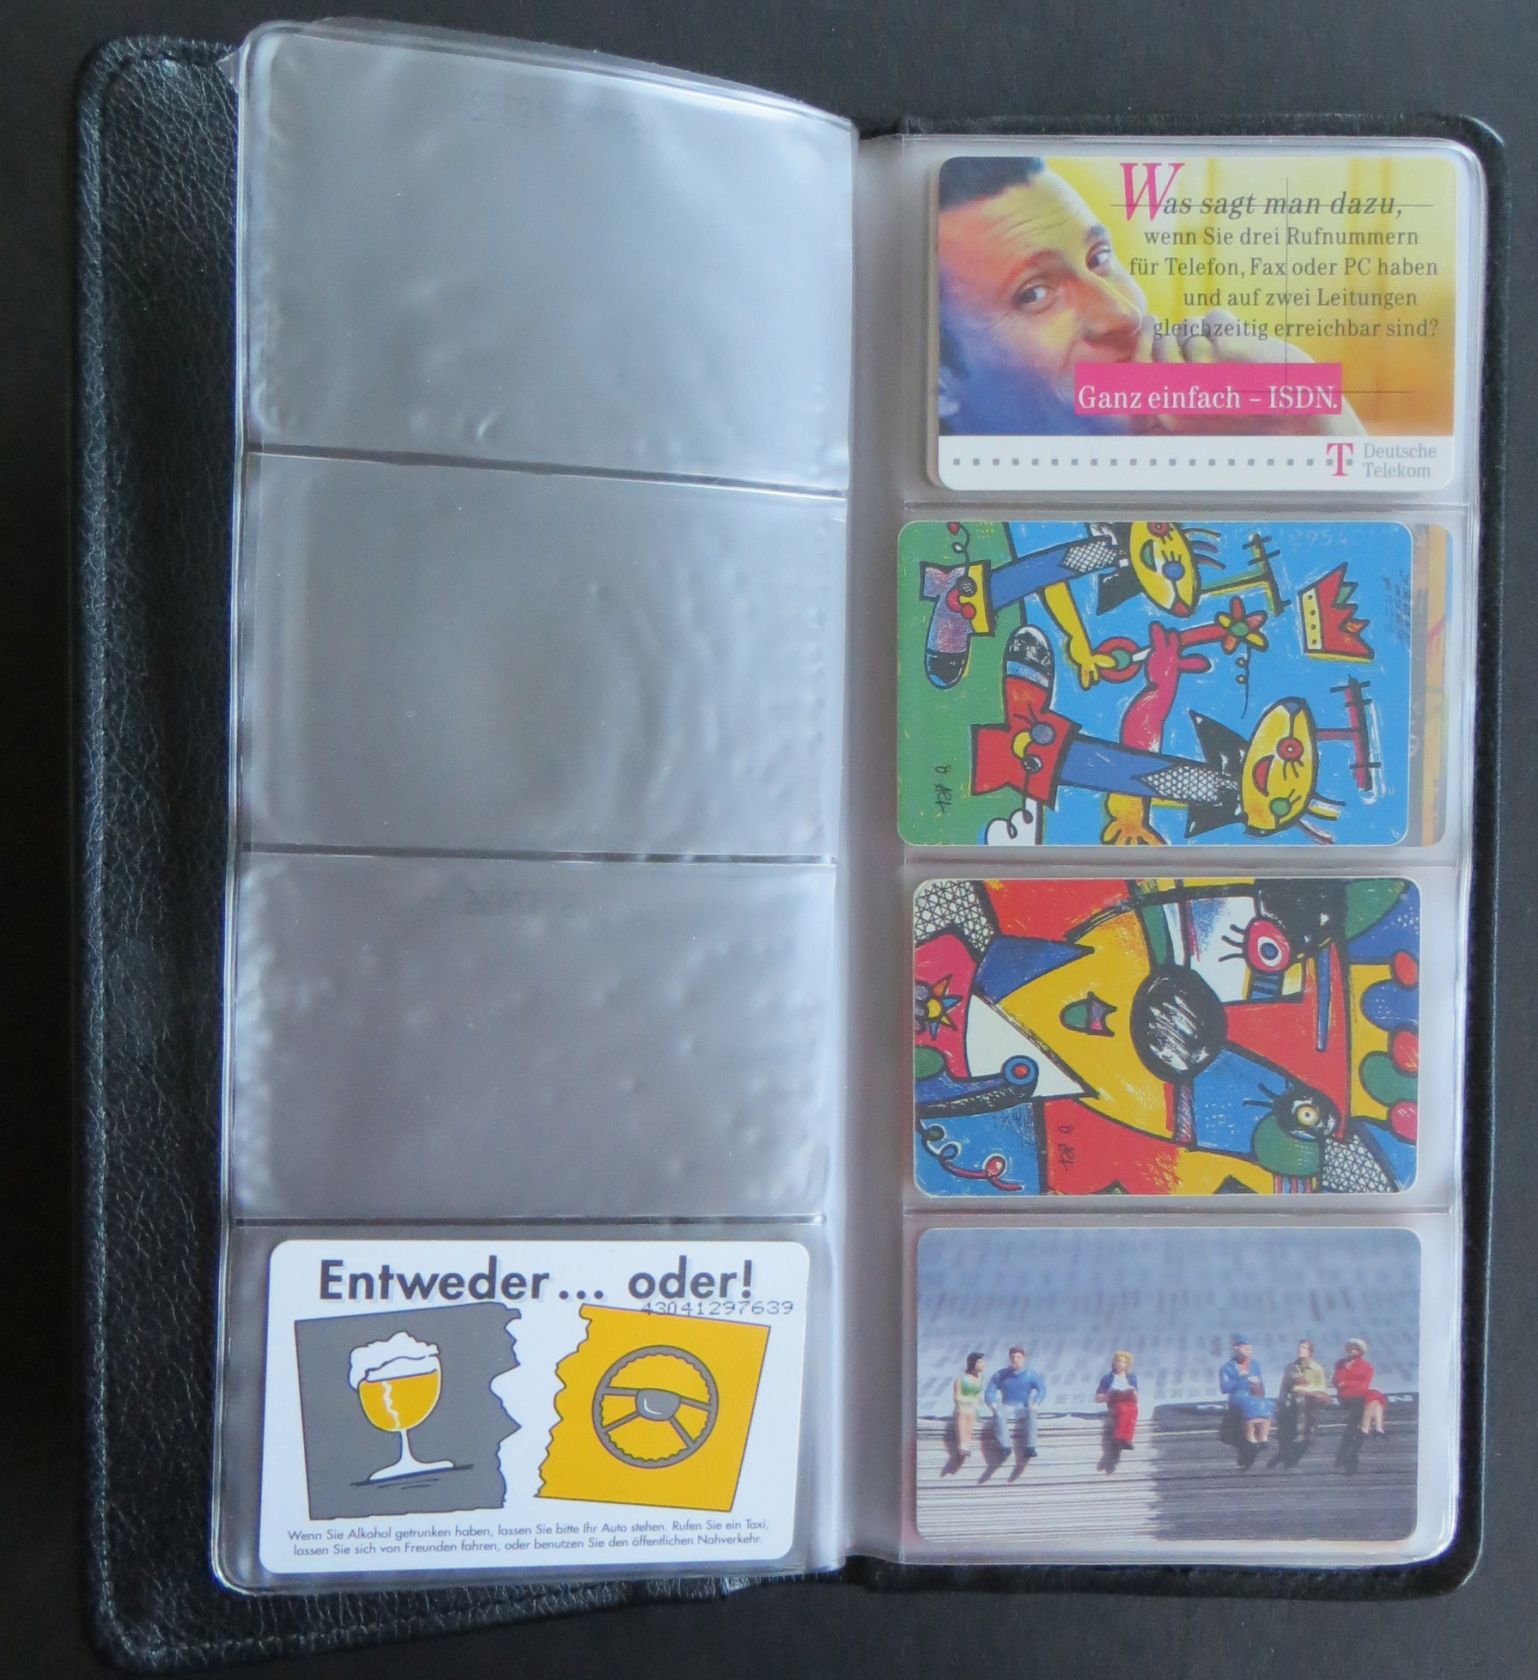 Was sagt man dazu,
wenn Sie drei Rufnummern
für Telefon, Fax oder PC haben
und auf zwei Leitungen
gleichzeitig erreichbar sind?
Ganz einfach – ISDN.
T Deutsche
Telekom
Entweder... oder!
43041297639
Wenn Sie Alkohol getrunken haben, lassen Sie bitte Ihr Auto stehen. Rufen Sie ein Taxi,
lassen Sie sich von Freunden fahren, oder benutzen Sie den öffentlichen Nahverkehr.